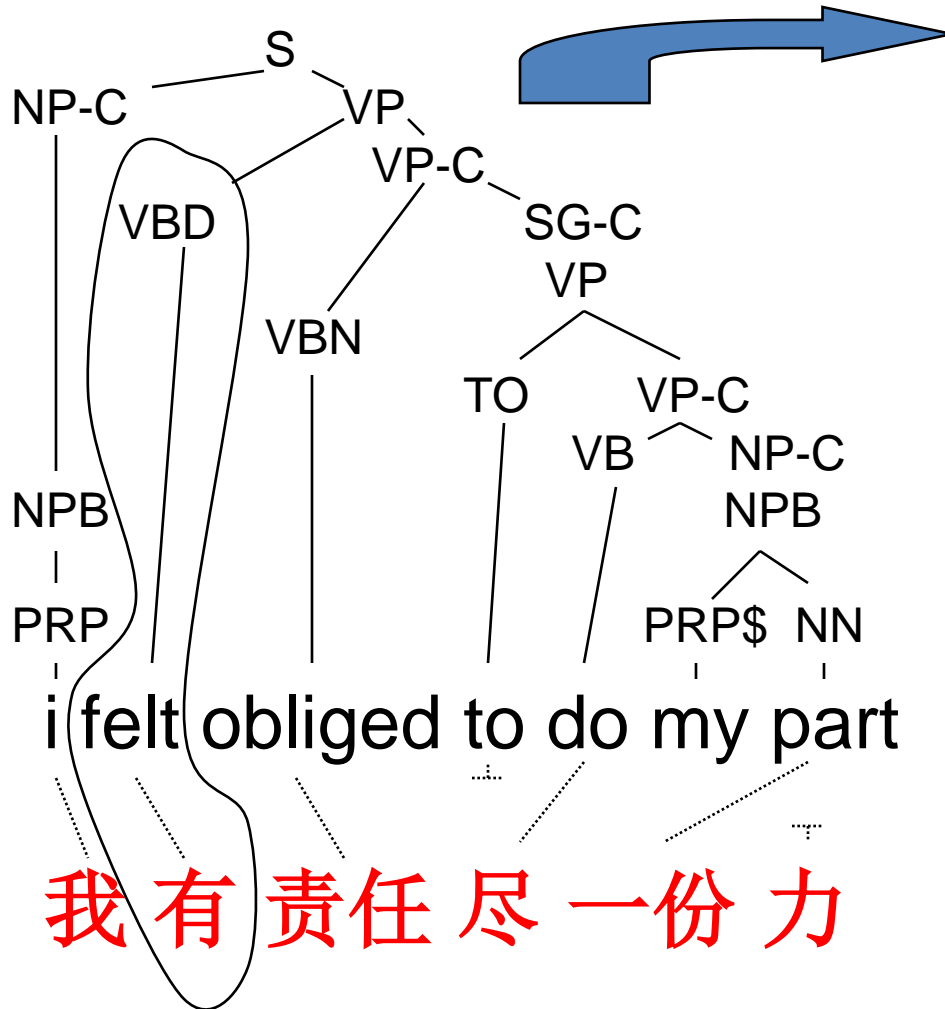 S
NP-C VP
VP-C
VBD SG-C
VP
VBN
TO VP-C
VB NP-C
NPB NPB
PRP PRP$ NN
i felt obliged to do my part
我 有 责任 尽 一份 力